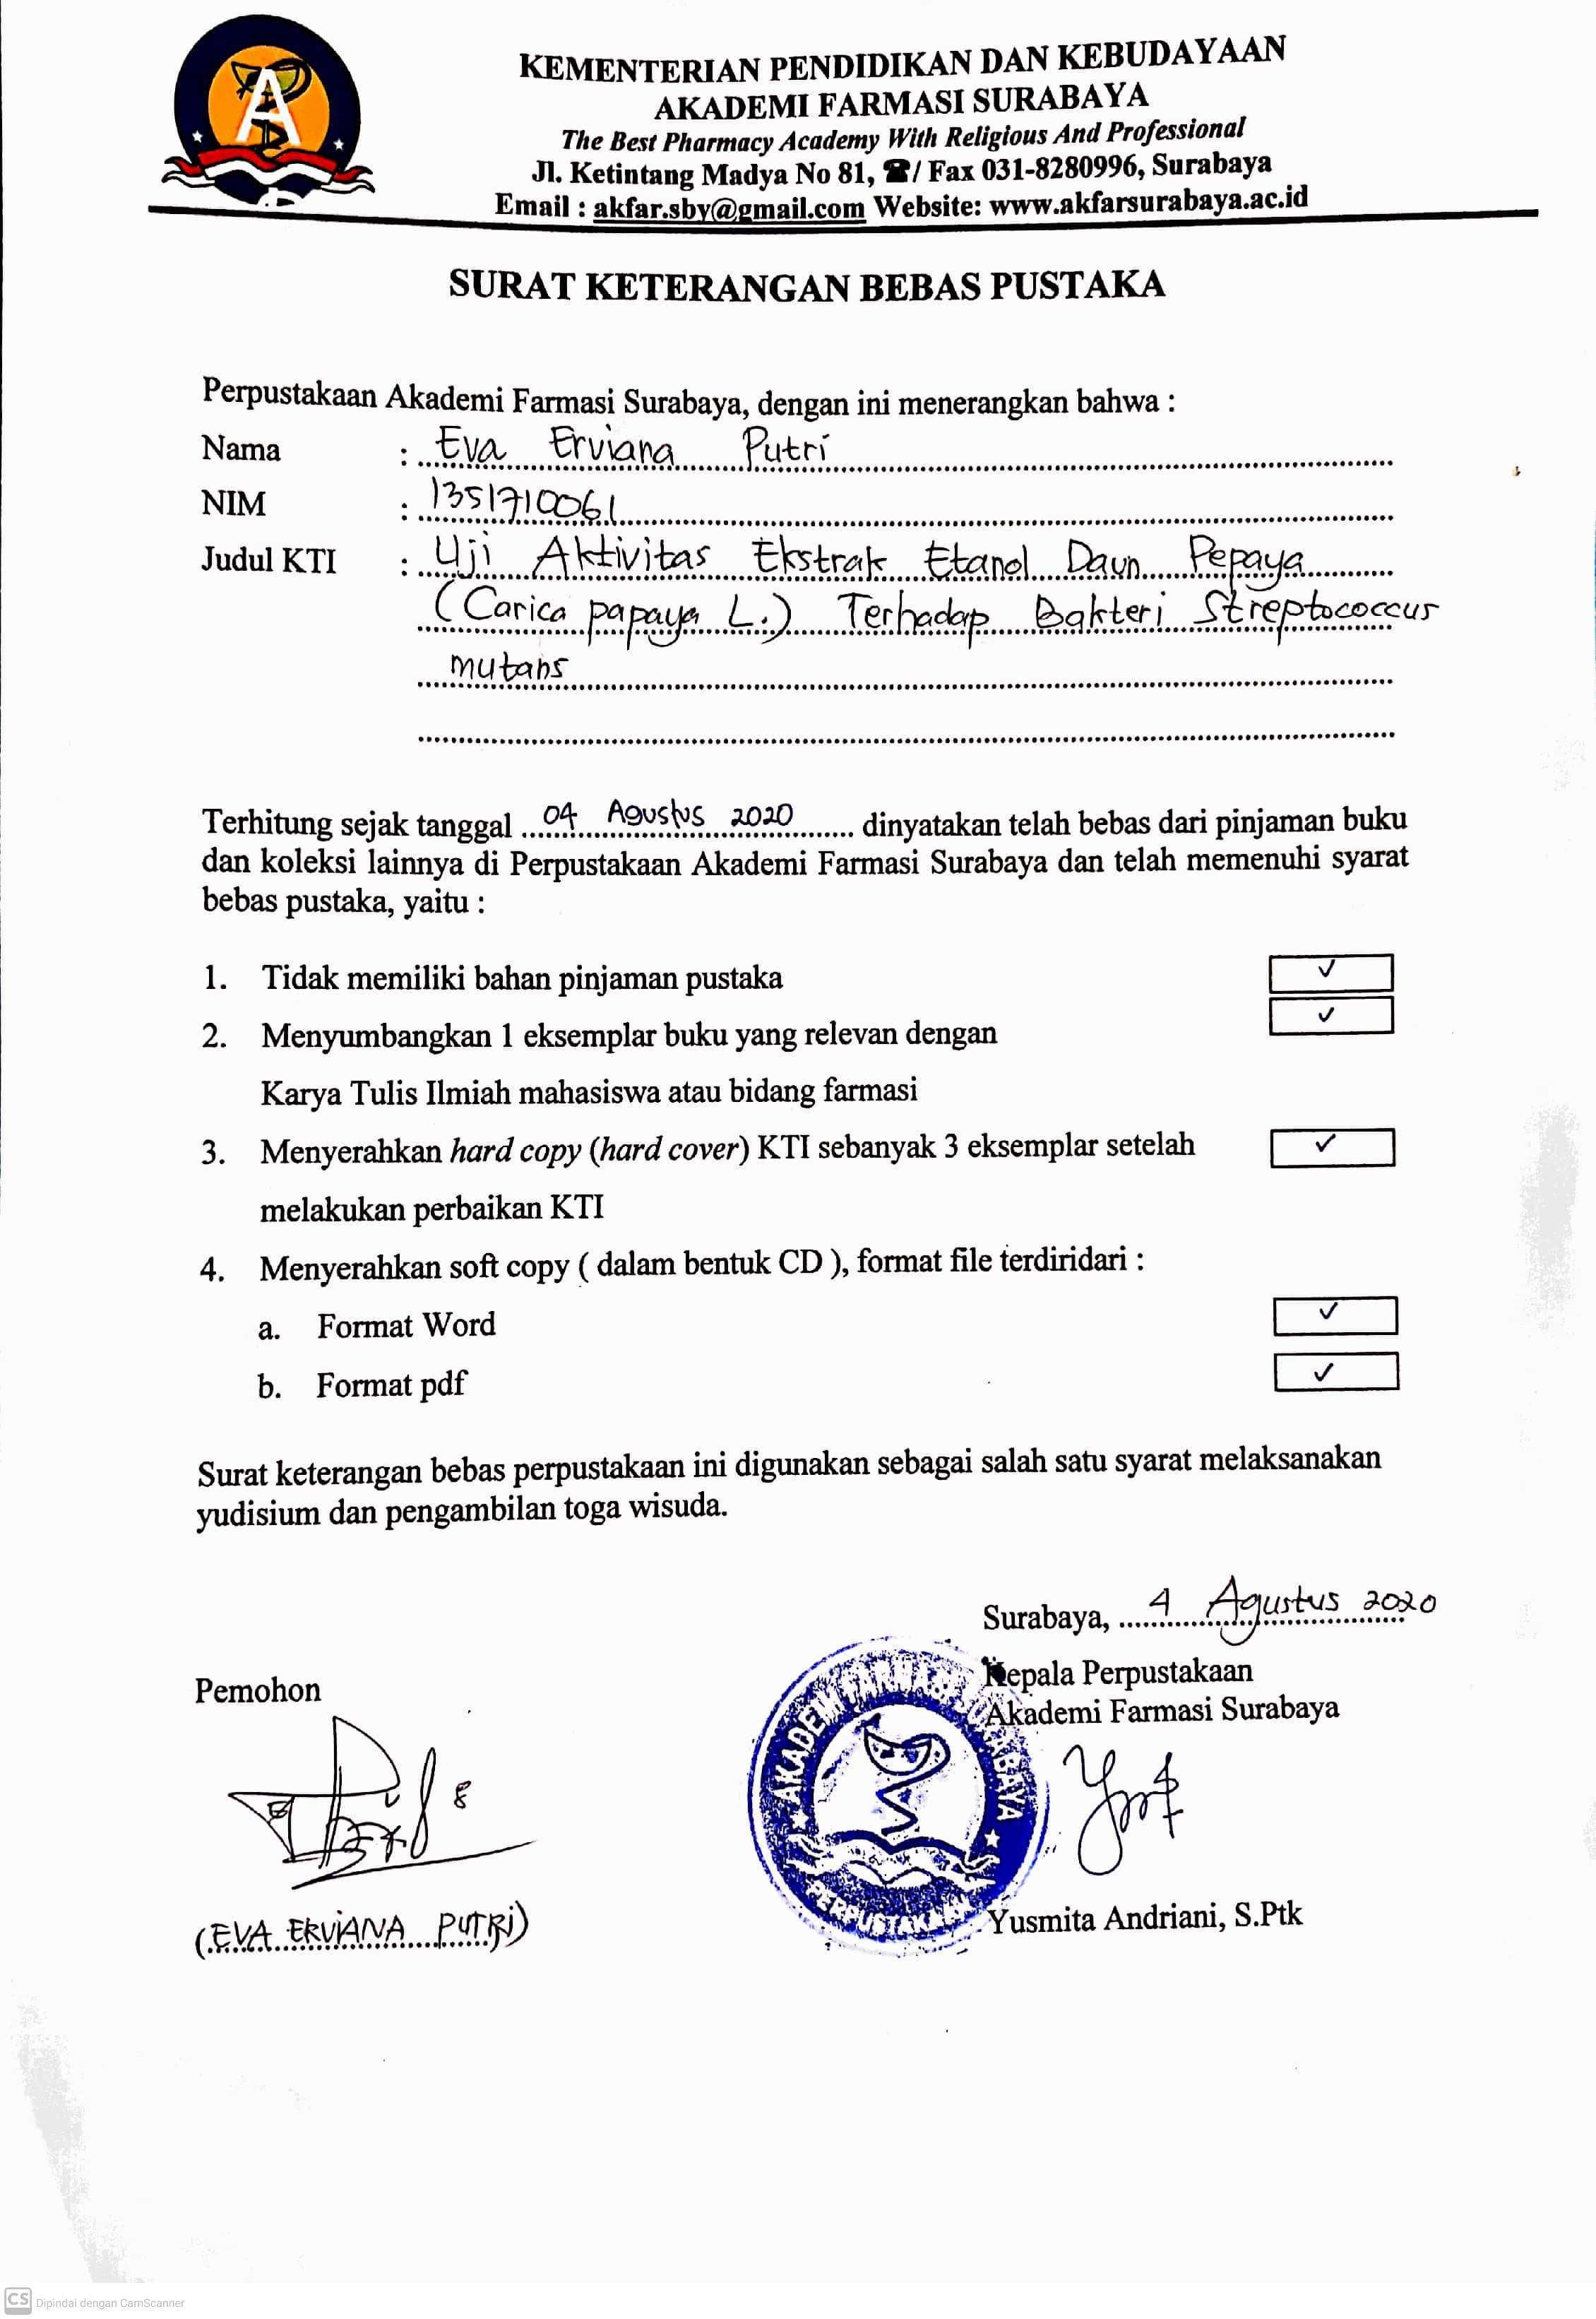 KEMENTERIAN PENDIDIKAN DAN KEBUDAYAAN
AKADEMI FARMASI SURABAYA
The Best Pharmacy Academy With Religious And Professional
Jl. Ketintang Madya No 81, ☎/ Fax 031-8280996, Surabaya
Email : akfar.sby@gmail.com Website: www.akfarsurabaya.ac.id
SURAT KETERANGAN BEBAS PUSTAKA
Perpustakaan Akademi Farmasi Surabaya, dengan ini menerangkan bahwa :
Nama : Eva Erviana Putri
NIM : 1351710061
Judul KTI : Uji Aktivitas Ekstrak Etanol Daun Pepaya
(Carica papaya L.) Terhadap Bakteri Streptococcus
mutans
Terhitung sejak tanggal 04 Agustus 2020 dinyatakan telah bebas dari pinjaman buku
dan koleksi lainnya di Perpustakaan Akademi Farmasi Surabaya dan telah memenuhi syarat
bebas pustaka, yaitu :
1. Tidak memiliki bahan pinjaman pustaka ✓
2. Menyumbangkan 1 eksemplar buku yang relevan dengan ✓
Karya Tulis Ilmiah mahasiswa atau bidang farmasi
3. Menyerahkan hard copy (hard cover) KTI sebanyak 3 eksemplar setelah ✓
melakukan perbaikan KTI
4. Menyerahkan soft copy ( dalam bentuk CD ), format file terdiridari :
a. Format Word ✓
b. Format pdf ✓
Surat keterangan bebas perpustakaan ini digunakan sebagai salah satu syarat melaksanakan
yudisium dan pengambilan toga wisuda.
Surabaya, 4 Agustus 2020
Pemohon
Kepala Perpustakaan
Akademi Farmasi Surabaya
(EVA ERVIANA PUTRI)
Yusmita Andriani, S.Ptk
CS Dipindai dengan CamScanner